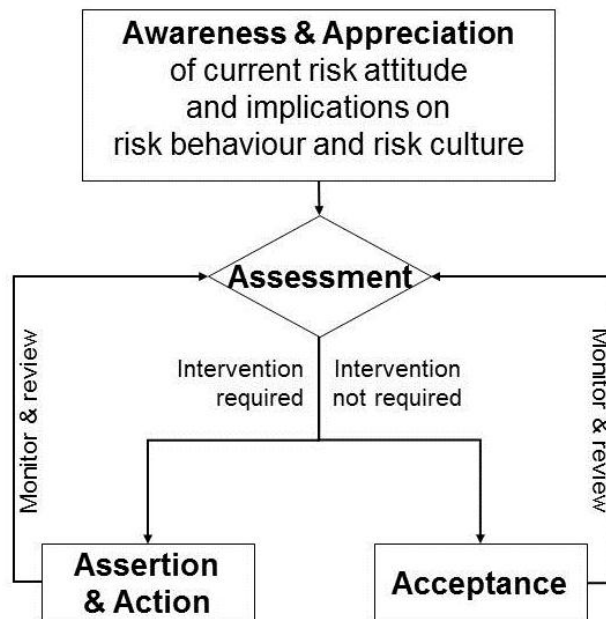 Awareness & Appreciation
of current risk attitude
and implications on
risk behaviour and risk culture
Assessment
Intervention
required
Intervention
not required
Monitor & review
Monitor & review
Assertion
& Action
Acceptance